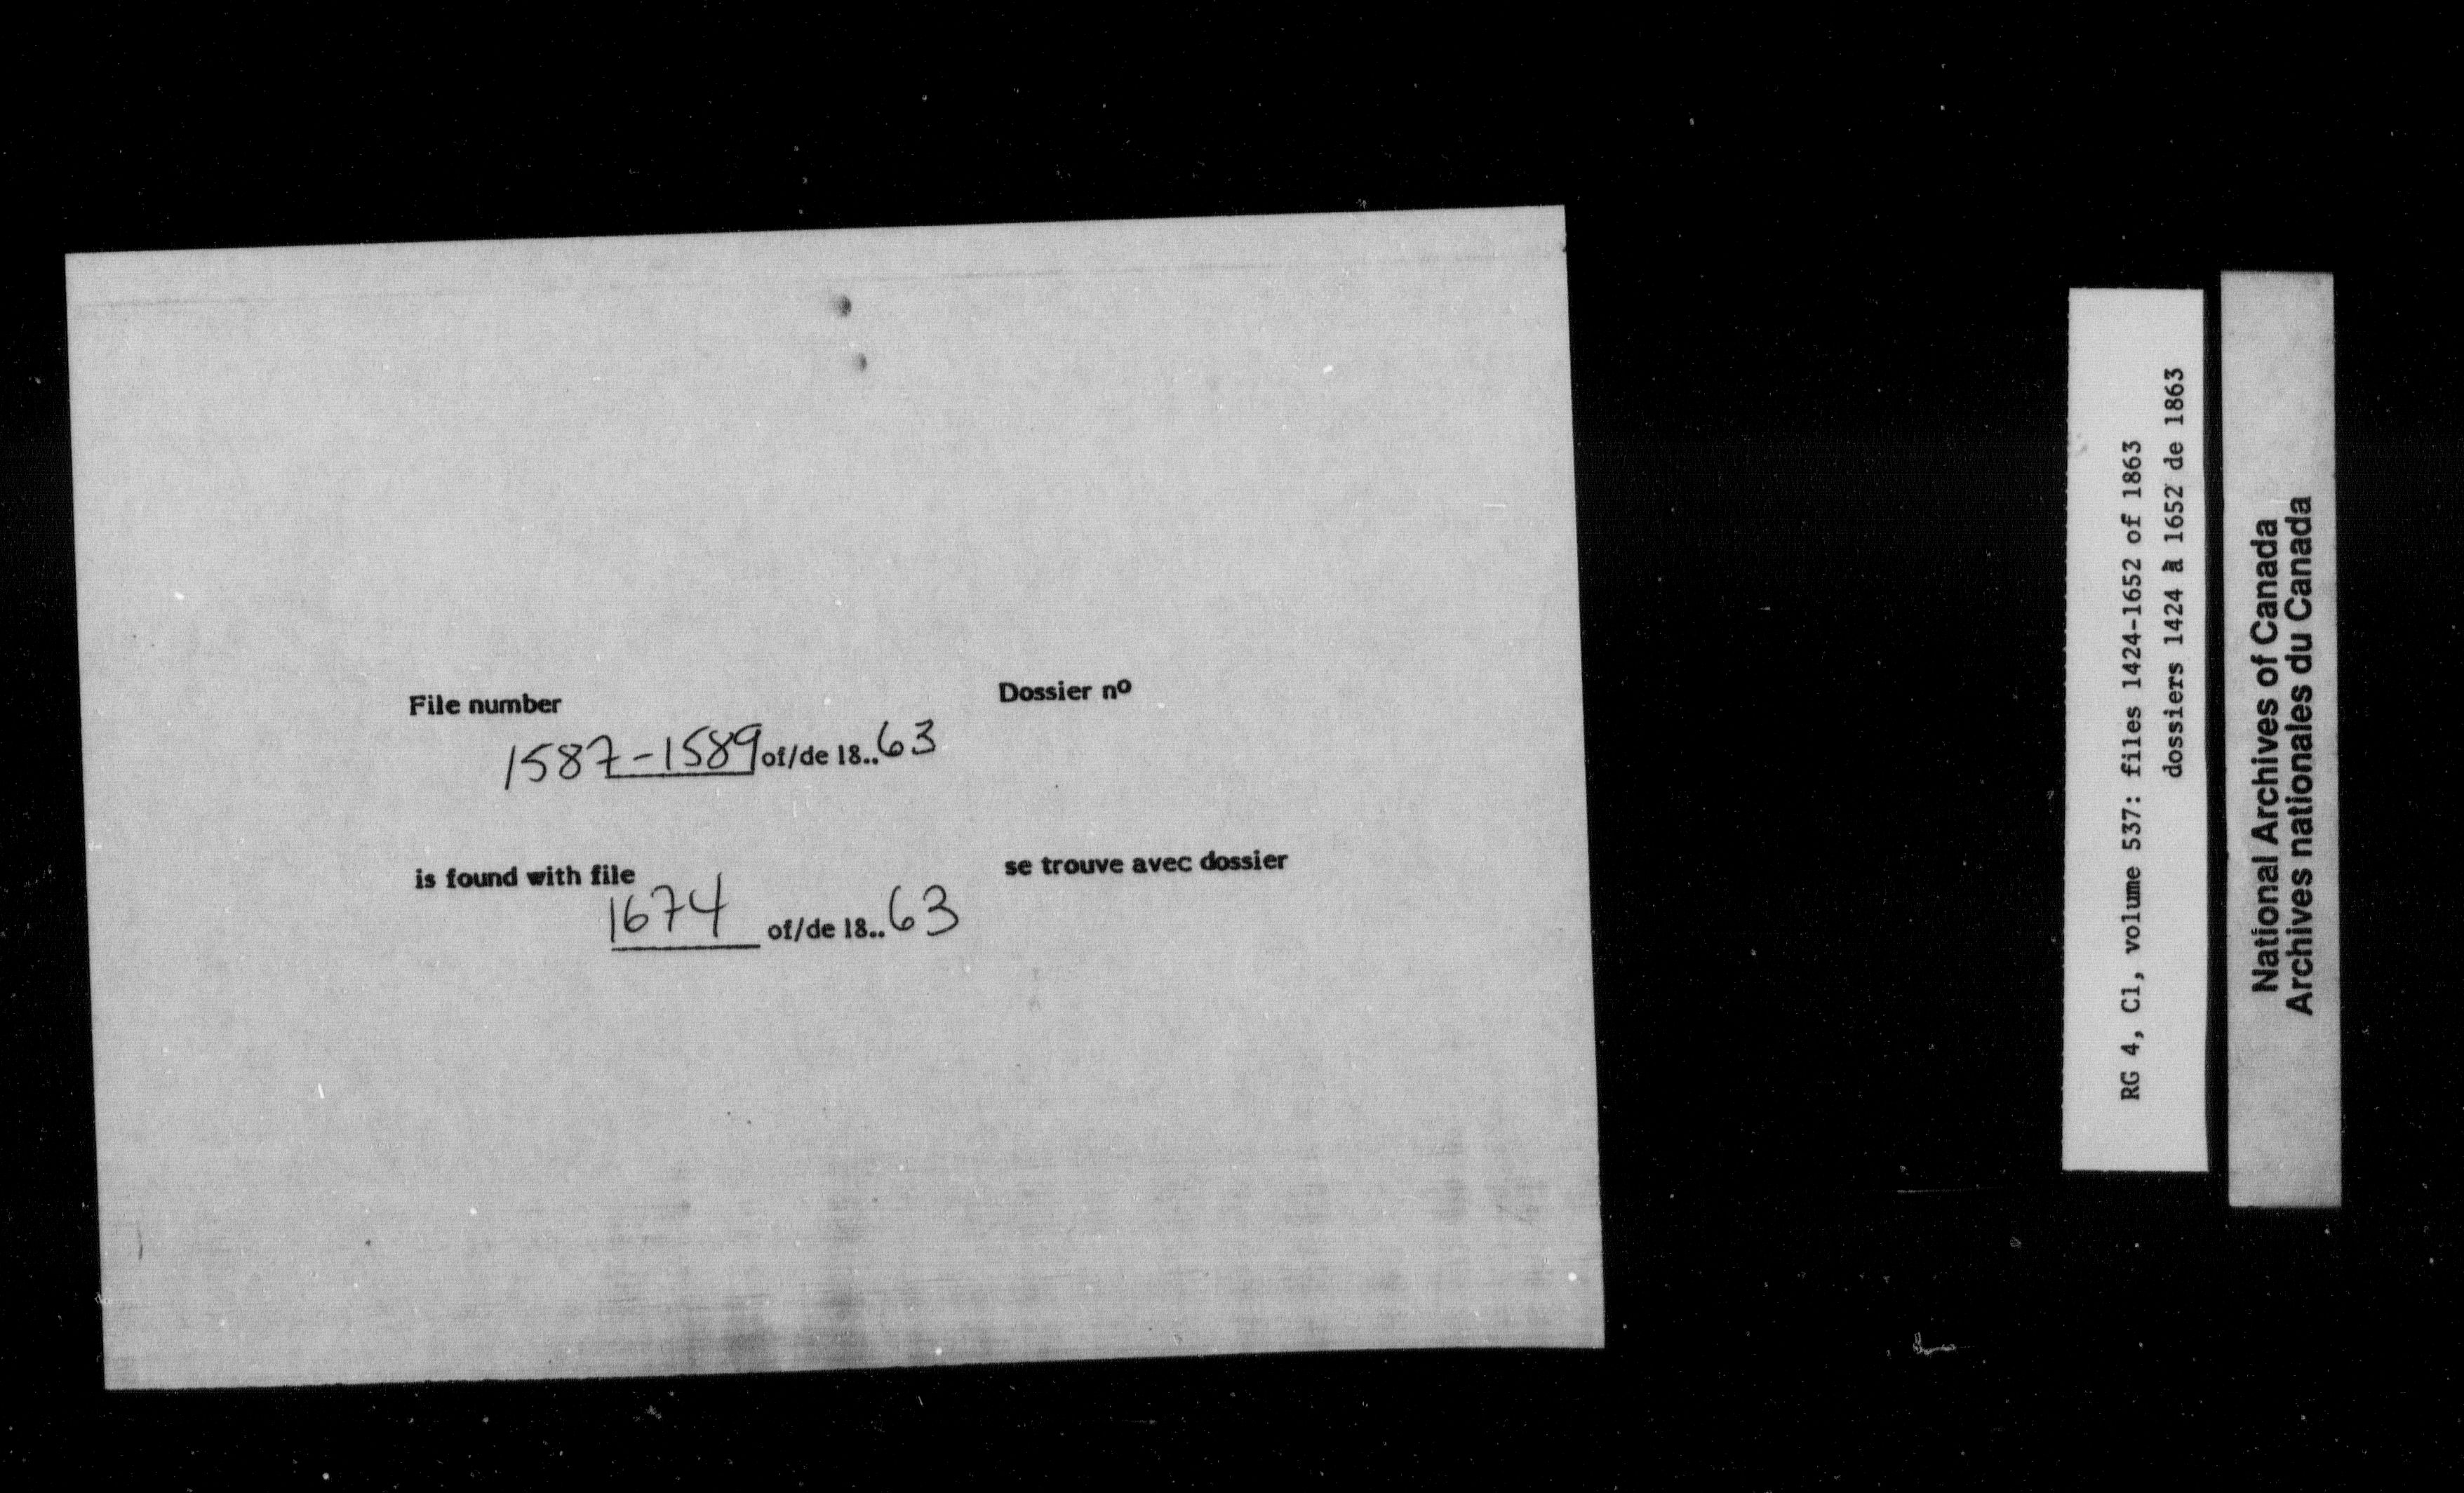 File number
Dossier nº
1587-1589 of/de 18..63
is found with file
se trouve avec dossier
1674 of/de 18..63
RG 4, C1, volume 537: files 1424-1652 of 1863
dossiers 1424 à 1652 de 1863
National Archives of Canada
Archives nationales du Canada